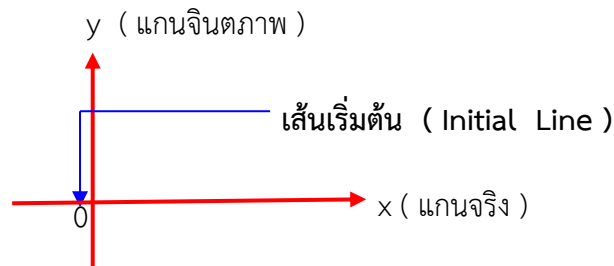 y ( แกนจินตภาพ )
เส้นเริ่มต้น ( Initial Line )
x ( แกนจริง )
0